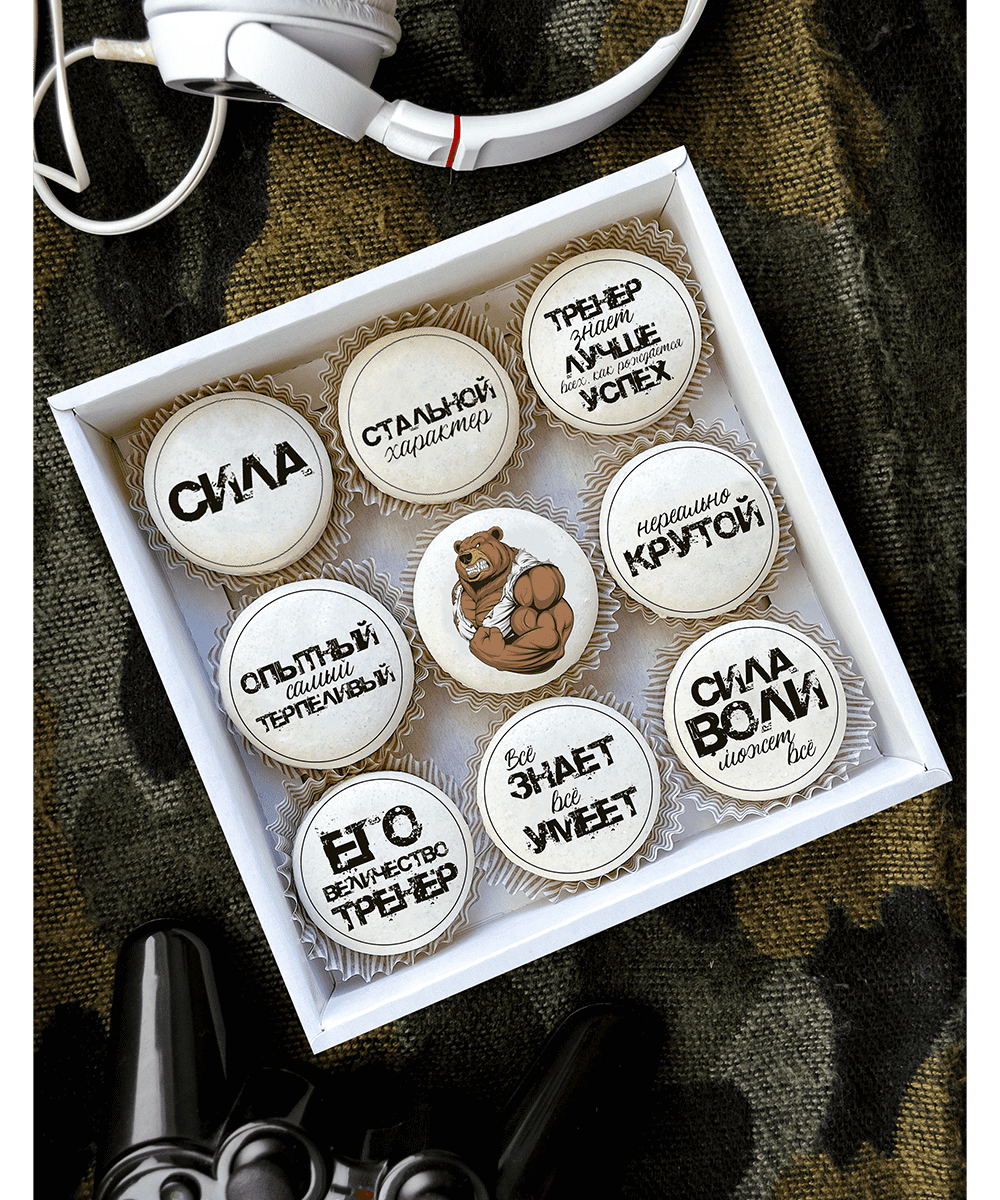 СИЛА
СТАЛЬНОЙ
характер
ТРЕНЕР
знает
ЛУЧШЕ
всех, как рождается
УСПЕХ
ОПЫТНЫЙ
самый
ТЕРПЕЛИВЫЙ
нереально
КРУТОЙ
ЕГО
ВЕЛИЧЕСТВО
ТРЕНЕР
Всё
ЗНАЕТ
всё
УМЕЕТ
СИЛА
ВОЛИ
может
всё